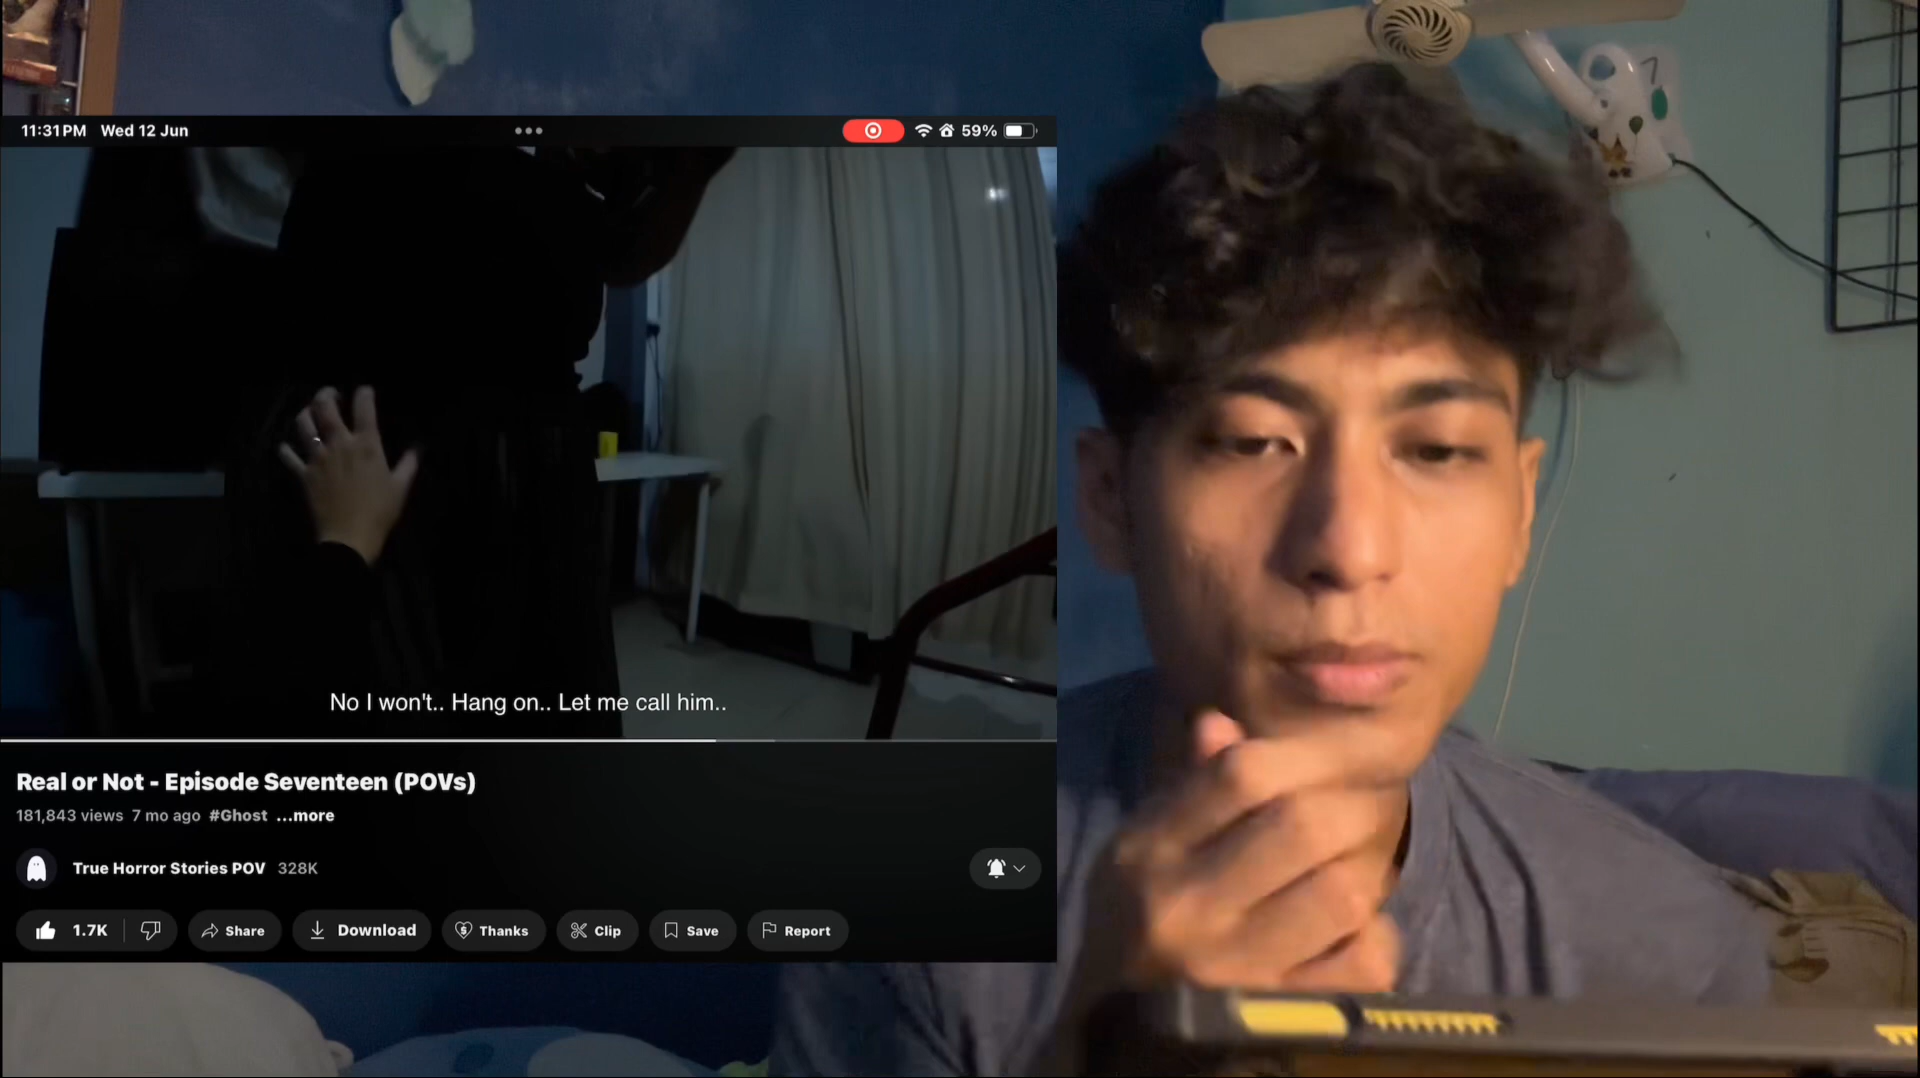 11:31 PM Wed 12 Jun
59%
No I won't.. Hang on.. Let me call him..
Real or Not - Episode Seventeen (POVs)
181,843 views 7 mo ago #Ghost ...more
True Horror Stories POV 328K
1.7K Share Download Thanks Clip Save Report